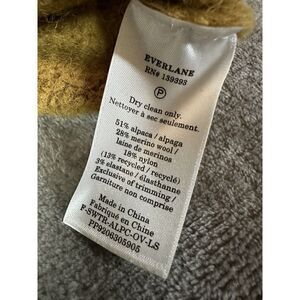 EVERLANE
RN# 139393
P
Dry clean only.
Nettoyer à sec seulement.
51% alpaca / alpaga
28% merino wool /
laine de merinos
18% nylon
(13% recycled / recyclé)
3% elastane / élasthanne
Exclusive of trimming /
Garniture non comprise
Made in China
Fabriqué en Chine
F-SWTR-ALPC-OV-LS
PF9206305905